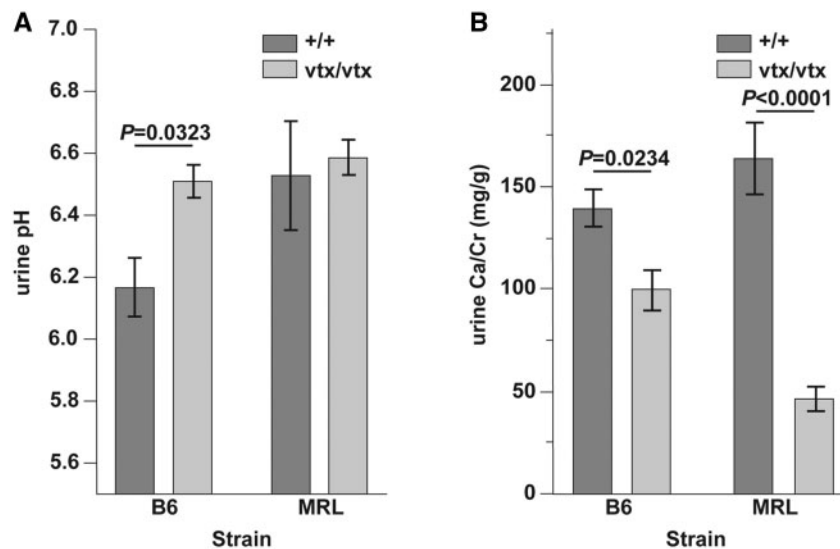 A
+/+
vtx/vtx
7.0
6.8
6.6
6.4
6.2
6.0
5.8
5.6
urine pH
P=0.0323
B6 MRL
Strain
B
+/+
vtx/vtx
200
150
100
50
0
urine Ca/Cr (mg/g)
P=0.0234
P<0.0001
B6 MRL
Strain